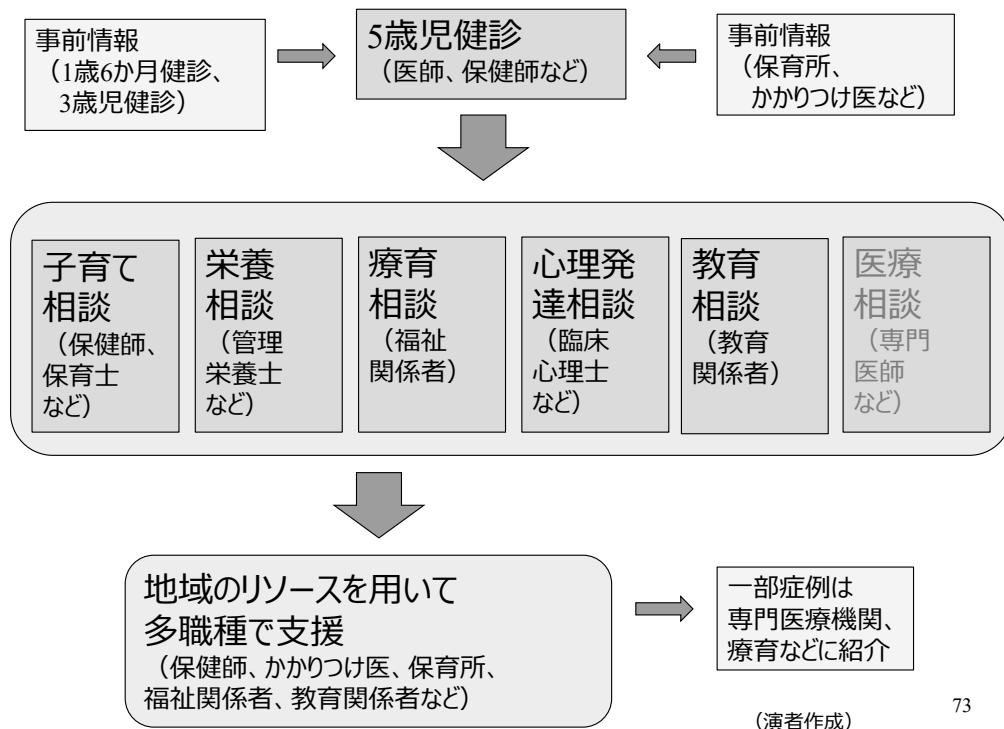 事前情報
（1歳6か月健診、
3歳児健診）
5歳児健診
（医師、保健師など）
事前情報
（保育所、
かかりつけ医など）
子育て
相談
（保健師、
保育士
など）
栄養
相談
（管理
栄養士
など）
療育
相談
（福祉
関係者）
心理発
達相談
（臨床
心理士
など）
教育
相談
（教育
関係者）
医療
相談
（専門
医師
など）
地域のリソースを用いて
多職種で支援
（保健師、かかりつけ医、保育所、
福祉関係者、教育関係者など）
一部症例は
専門医療機関、
療育などに紹介
（演者作成）
73